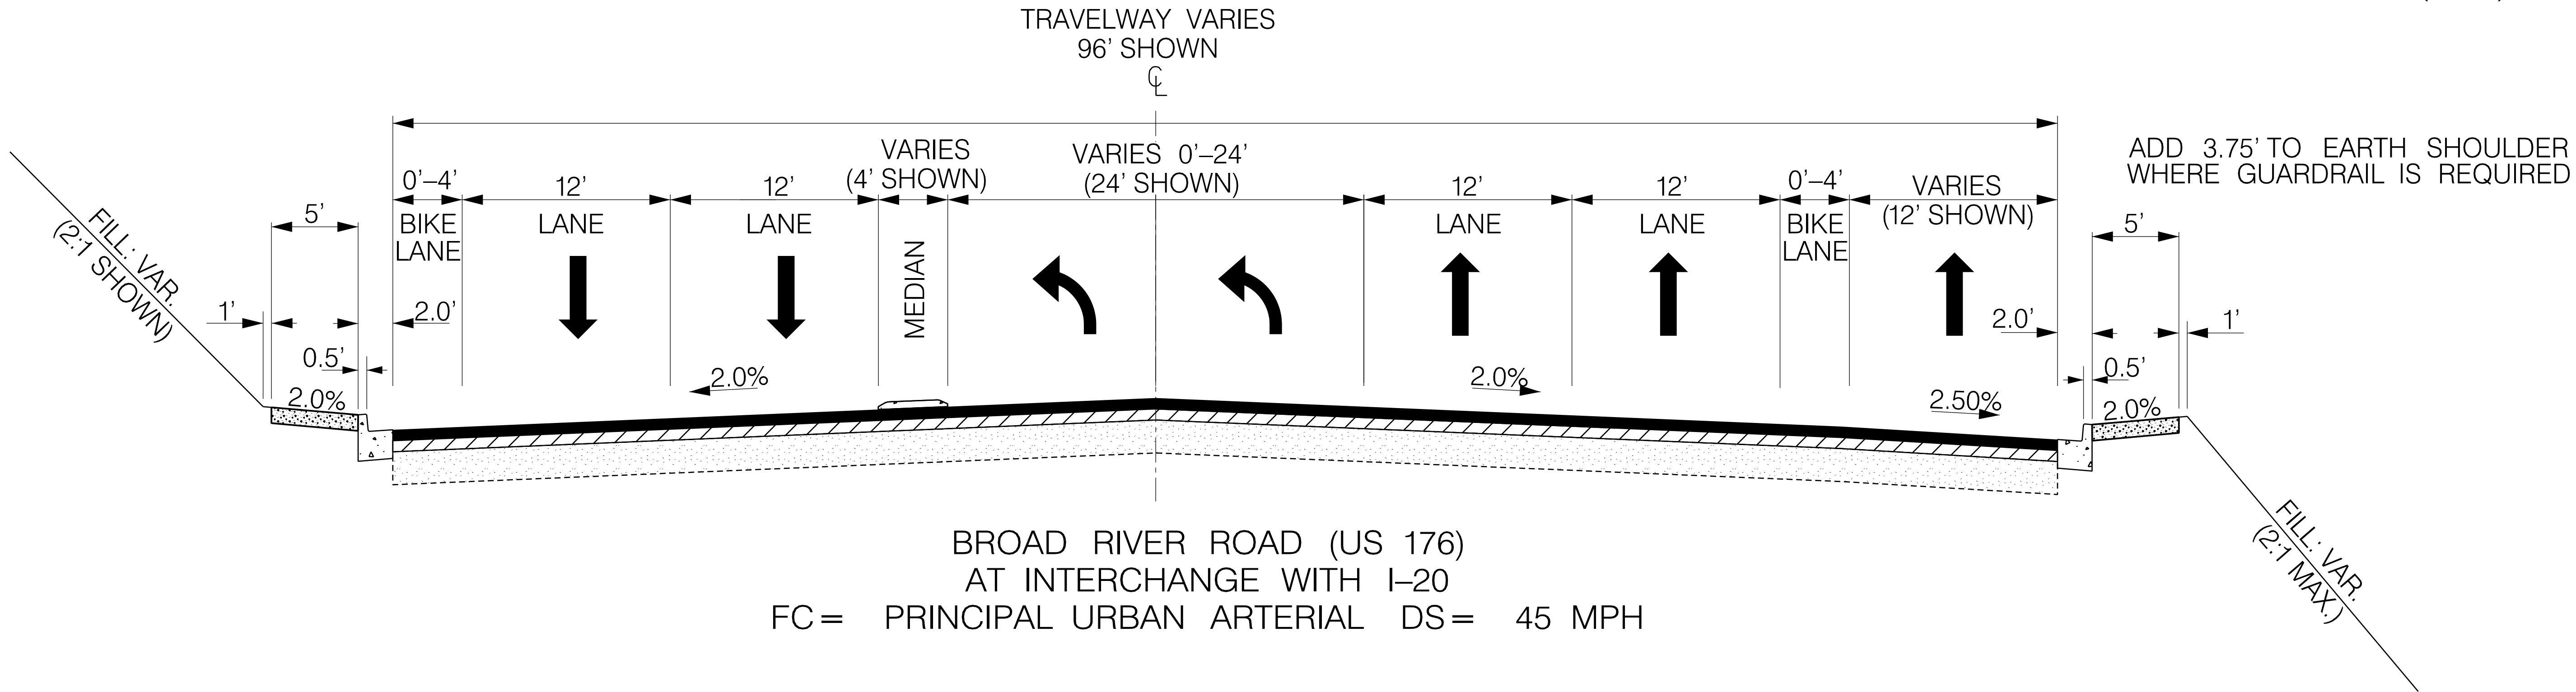 TRAVELWAY VARIES
96' SHOWN
℄
ADD 3.75' TO EARTH SHOULDER
WHERE GUARDRAIL IS REQUIRED
0'–4'
BIKE
LANE
12'
LANE
12'
LANE
VARIES
(4' SHOWN)
MEDIAN
VARIES 0'–24'
(24' SHOWN)
12'
LANE
12'
LANE
0'–4'
BIKE
LANE
VARIES
(12' SHOWN)
FILL: VAR.
(2:1 SHOWN)
5'
1'
2.0'
0.5'
2.0%
2.0%
2.0%
2.50%
5'
2.0'
1'
0.5'
2.0%
FILL: VAR.
(2:1 MAX.)
BROAD RIVER ROAD (US 176)
AT INTERCHANGE WITH I–20
FC= PRINCIPAL URBAN ARTERIAL DS= 45 MPH